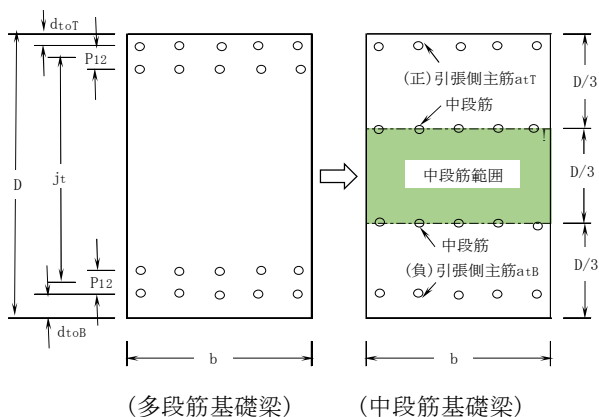 dtoT
P12
D
jt
P12
dtoB
b
(多段筋基礎梁)
(正)引張側主筋atT
中段筋
中段筋範囲
中段筋
(負)引張側主筋atB
D/3
D/3
D/3
b
(中段筋基礎梁)